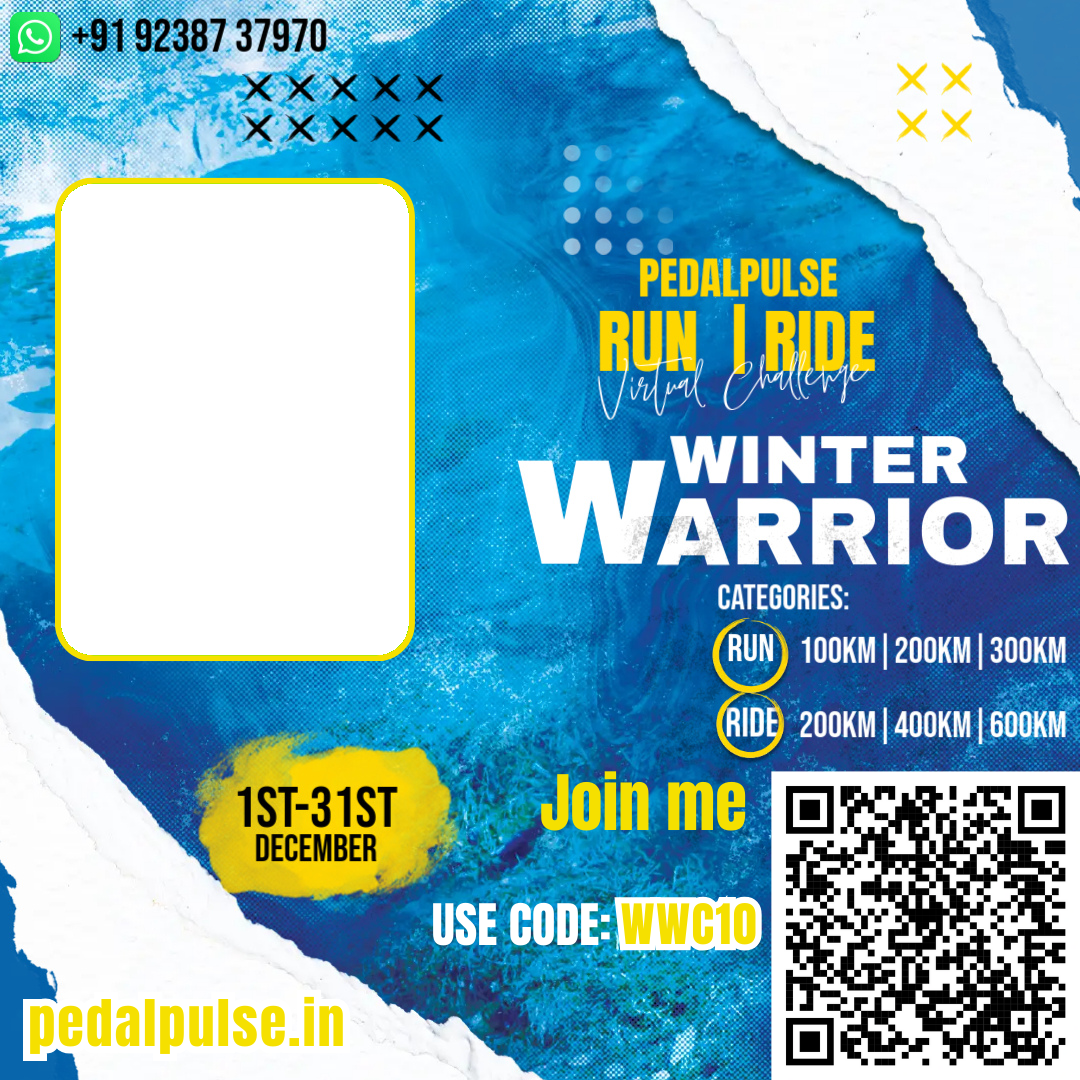 +91 92387 37970
PEDALPULSE
RUN | RIDE
Virtual Challenge
WINTER
WARRIOR
CATEGORIES:
RUN 100KM | 200KM | 300KM
RIDE 200KM | 400KM | 600KM
1ST-31ST
DECEMBER
Join me
USE CODE: WWC10
pedalpulse.in